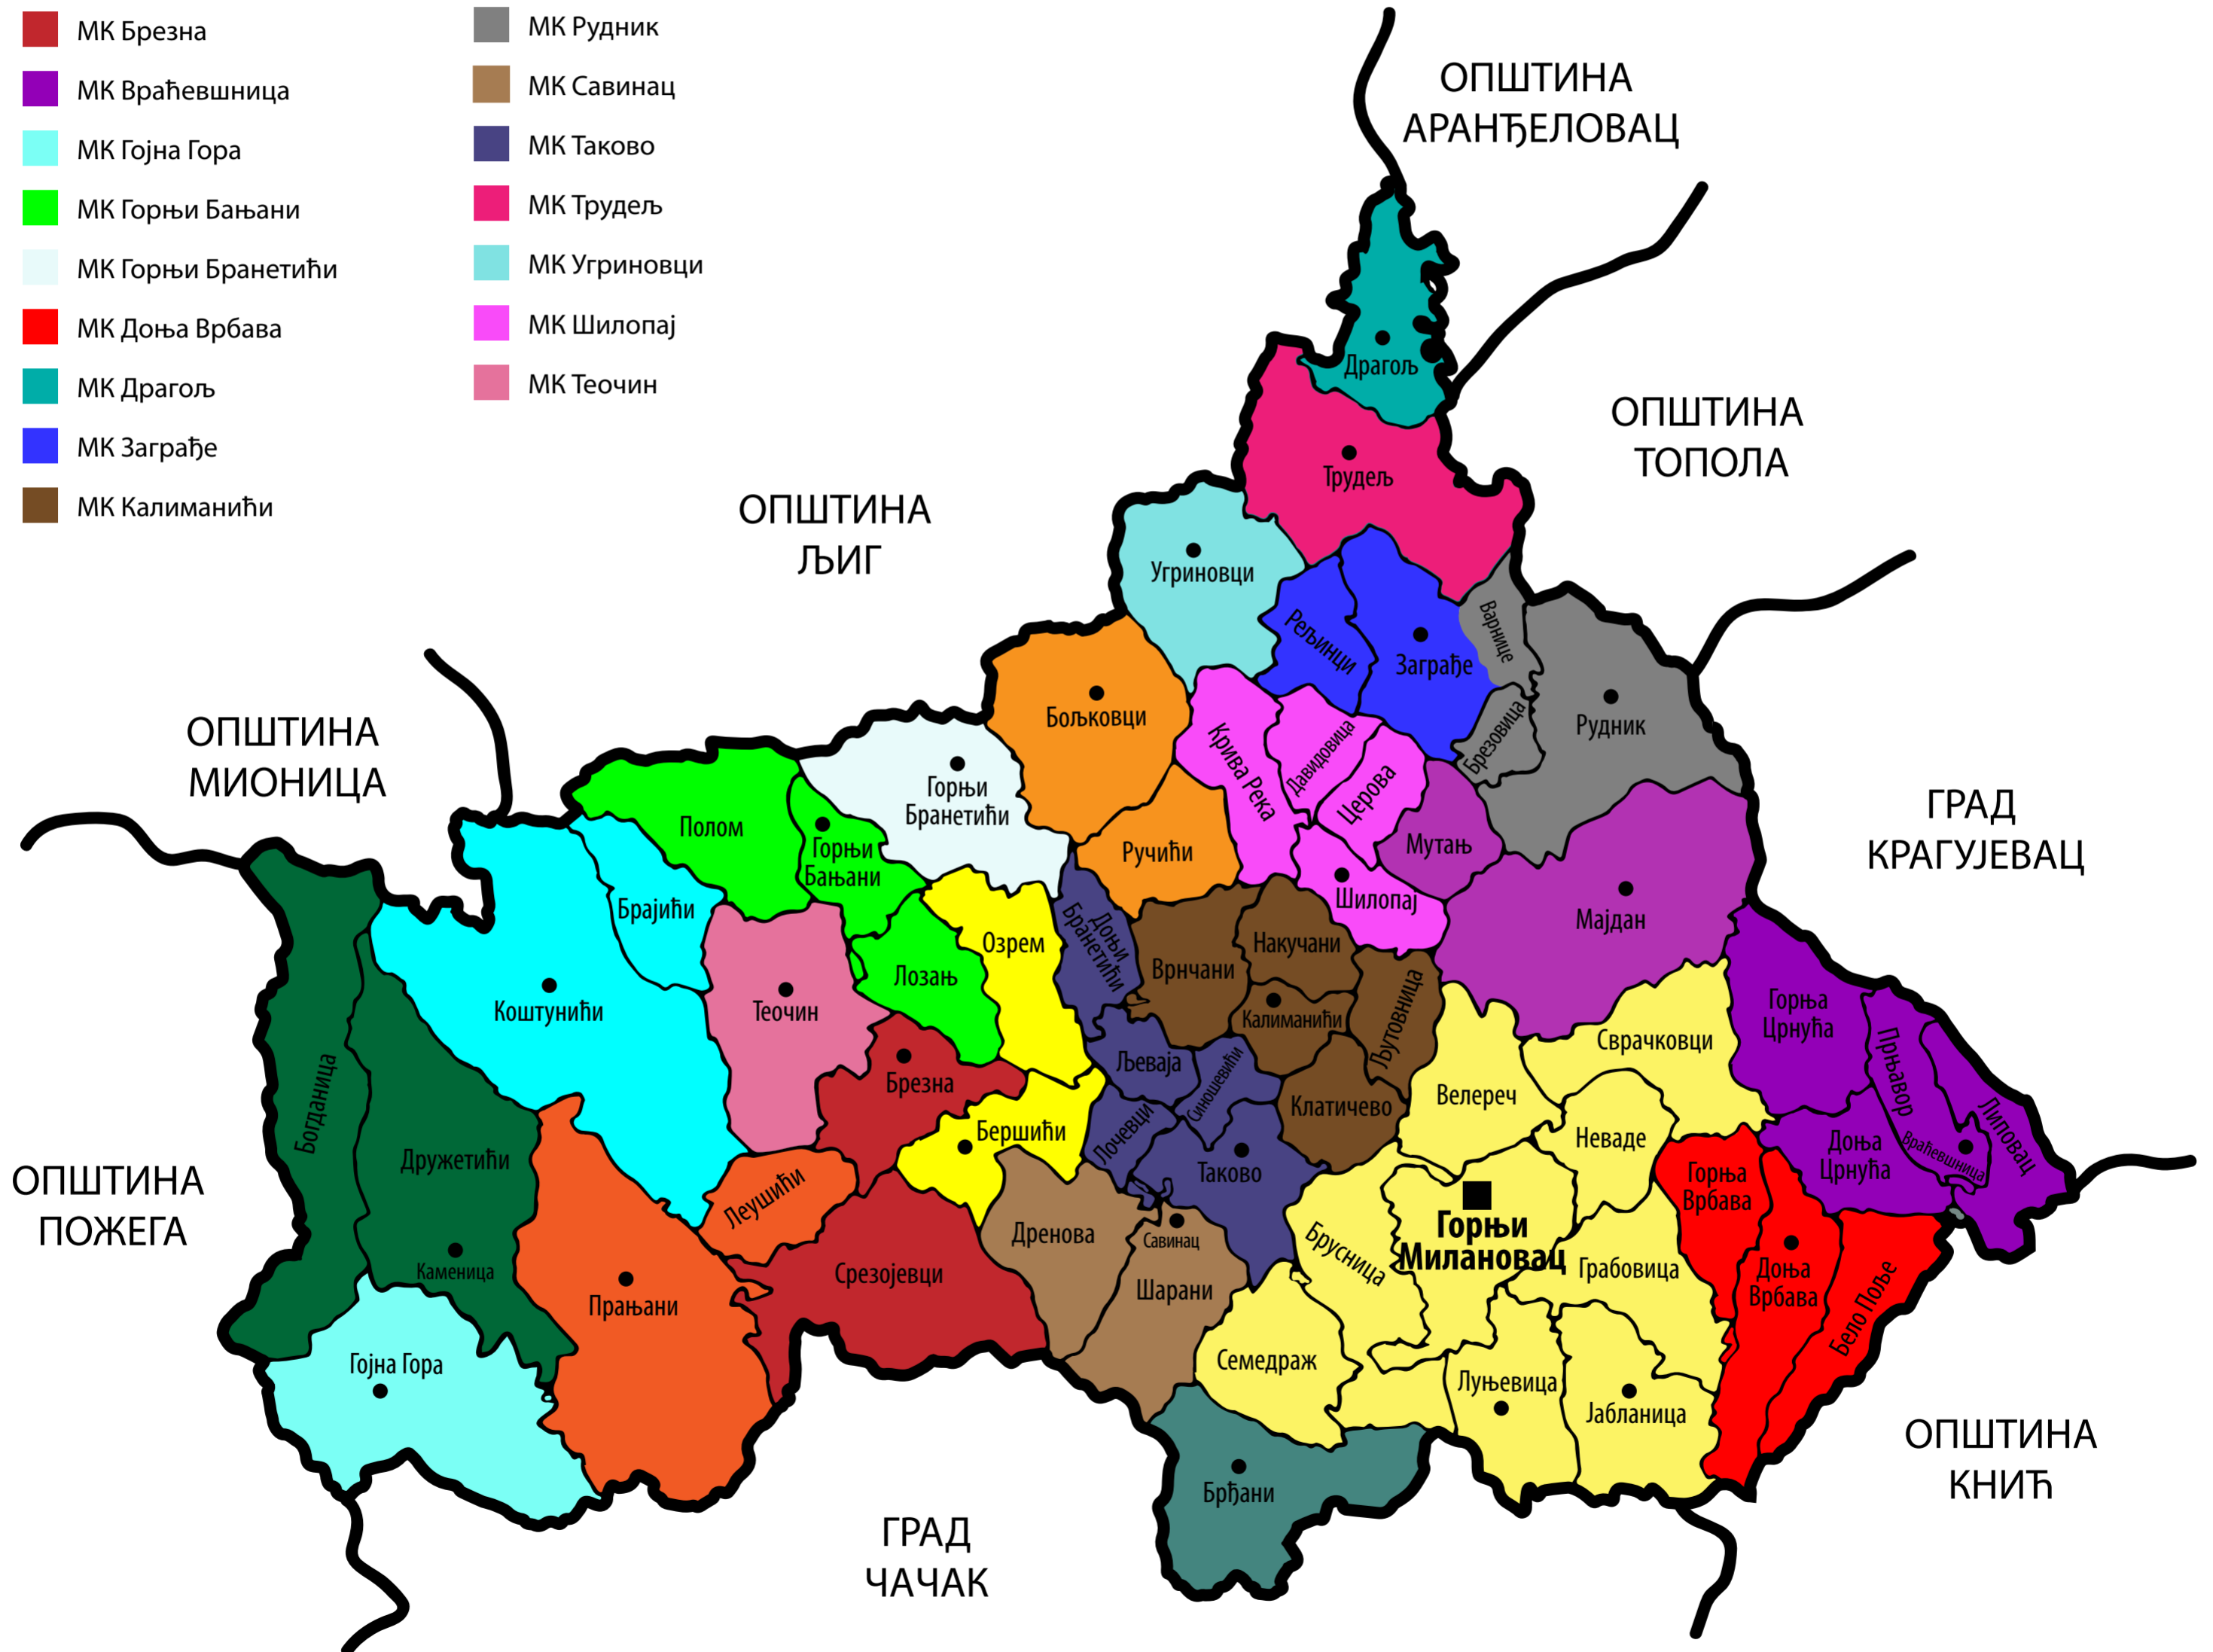 МК Брезна
МК Враћевшница
МК Гојна Гора
МК Горњи Бањани
МК Горњи Бранетићи
МК Доња Врбава
МК Драгољ
МК Заграђе
МК Калиманићи
МК Рудник
МК Савинац
МК Таково
МК Трудељ
МК Угриновци
МК Шилопај
МК Теочин
ОПШТИНА
АРАНЂЕЛОВАЦ
ОПШТИНА
ТОПОЛА
ОПШТИНА
ЉИГ
ОПШТИНА
МИОНИЦА
ГРАД
КРАГУЈЕВАЦ
ОПШТИНА
ПОЖЕГА
ОПШТИНА
КНИЋ
ГРАД
ЧАЧАК
Драгољ
Трудељ
Угриновци
Рељинци
Заграђе
Варнице
Брезовица
Рудник
Бољковци
Ручићи
Крива Река
Давидовица
Церова
Мутањ
Шилопај
Мајдан
Горњи
Бранетићи
Полом
Горњи
Бањани
Лозањ
Озрем
Брајићи
Коштунићи
Теочин
Брезна
Бершићи
Доњи
Бранетићи
Врнчани
Накучани
Калиманићи
Љутовница
Клатичево
Љеваја
Синошевићи
Лочевци
Таково
Велереч
Сврачковци
Неваде
Горња
Црнућа
Прњавор
Липовац
Враћевшница
Доња
Црнућа
Горња
Врбава
Доња
Врбава
Бело Поље
Богданица
Дружетићи
Каменица
Гојна Гора
Прањани
Леушићи
Срезојевци
Дренова
Савинац
Шарани
Брусница
Горњи
Милановац
Грабовица
Семедраж
Луњевица
Јабланица
Брђани